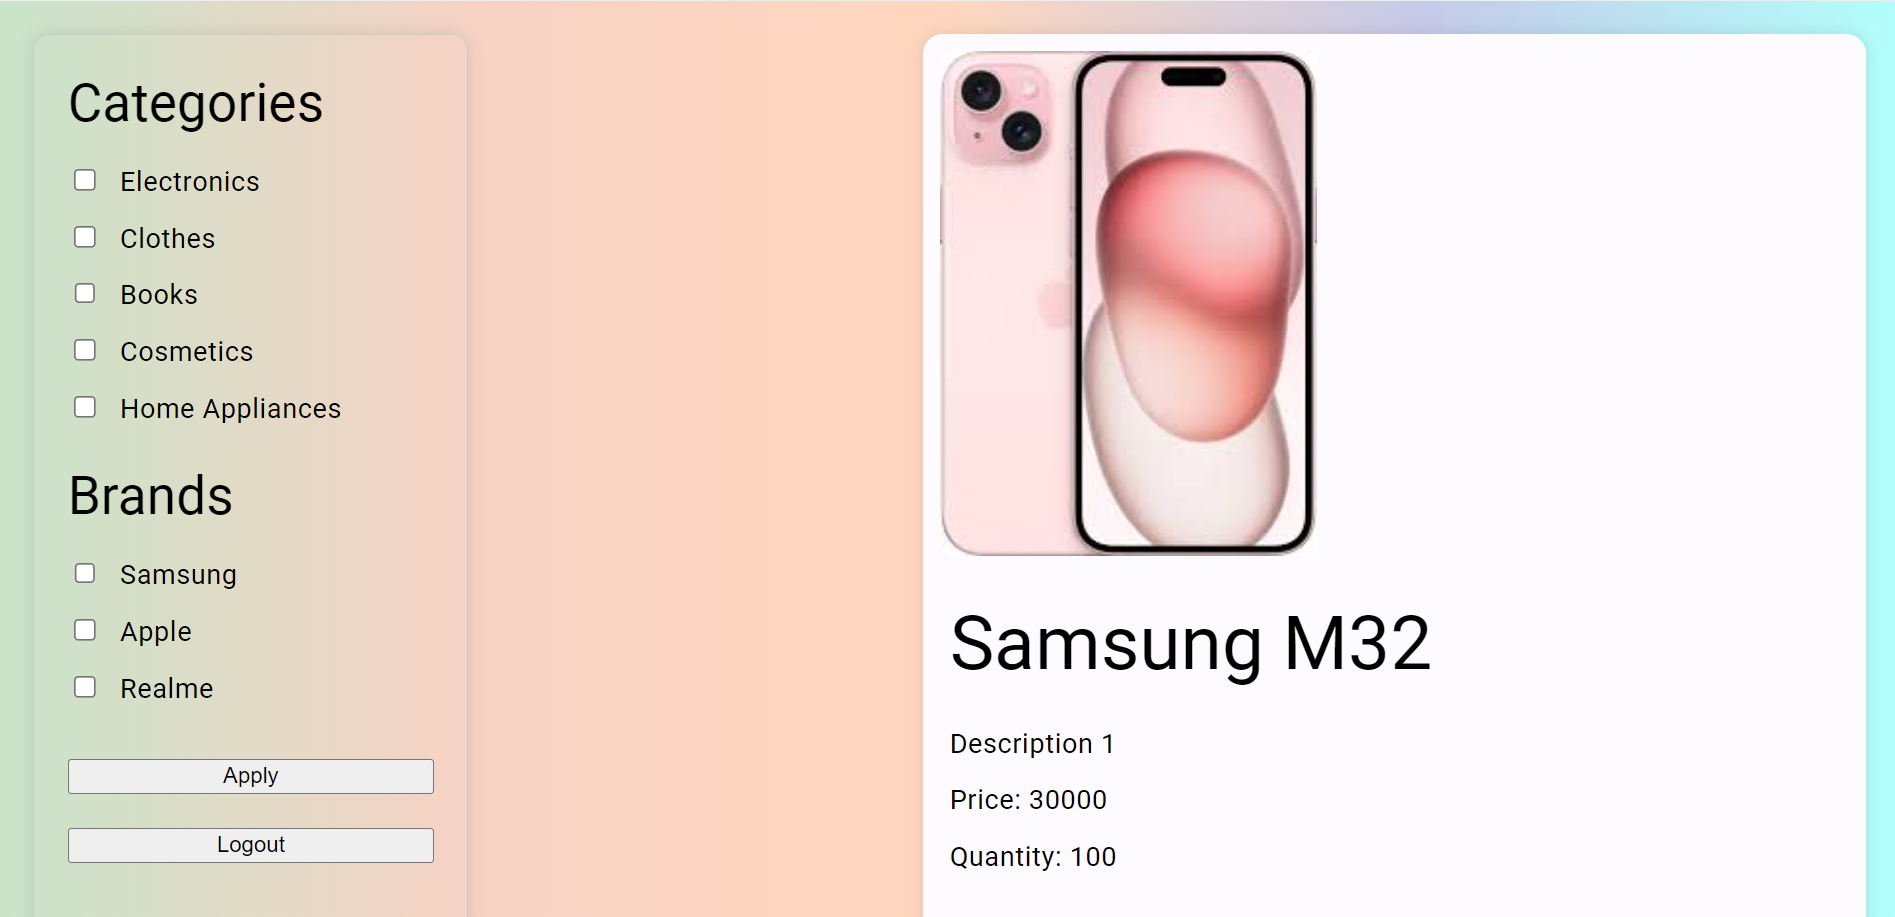 Categories
Electronics
Clothes
Books
Cosmetics
Home Appliances
Brands
Samsung
Apple
Realme
Apply
Logout
Samsung M32
Description 1
Price: 30000
Quantity: 100